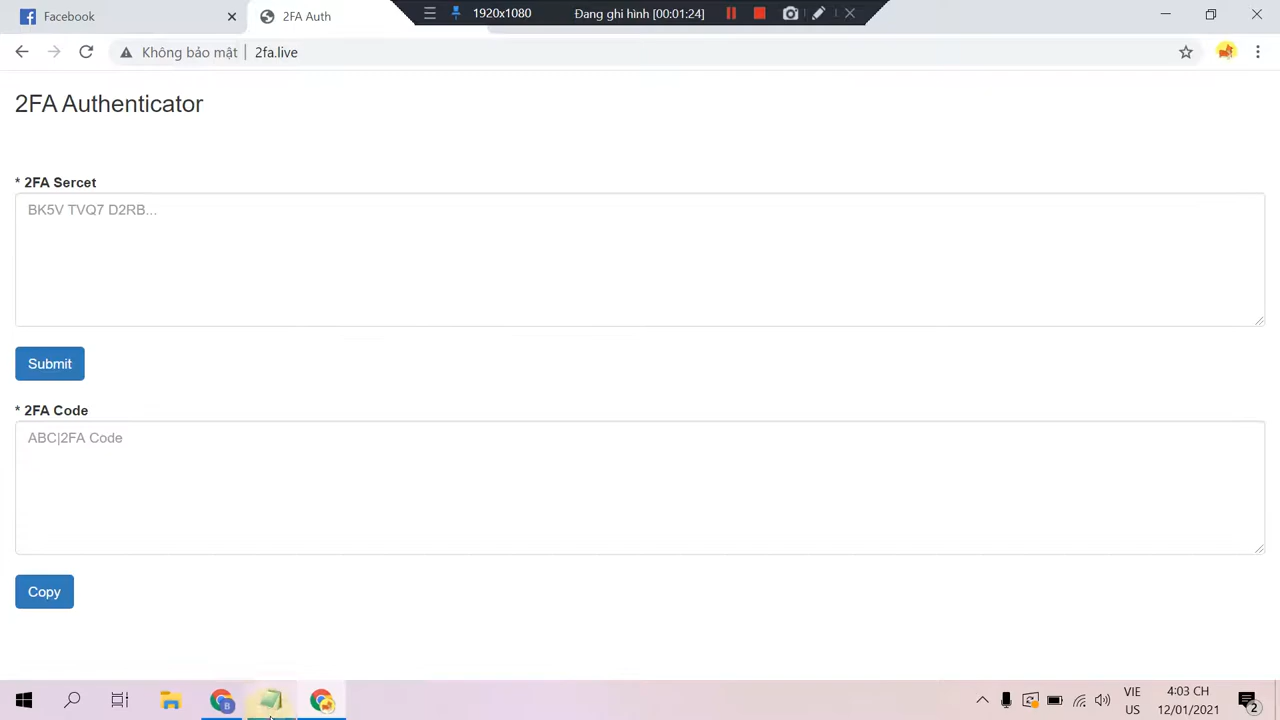 Facebook
2FA Auth
1920x1080
Đang ghi hình [00:01:24]
Không bảo mật
2fa.live
2FA Authenticator
* 2FA Sercet
BK5V TVQ7 D2RB...
Submit
* 2FA Code
ABC|2FA Code
Copy
B
VIE
US
4:03 CH
12/01/2021
2